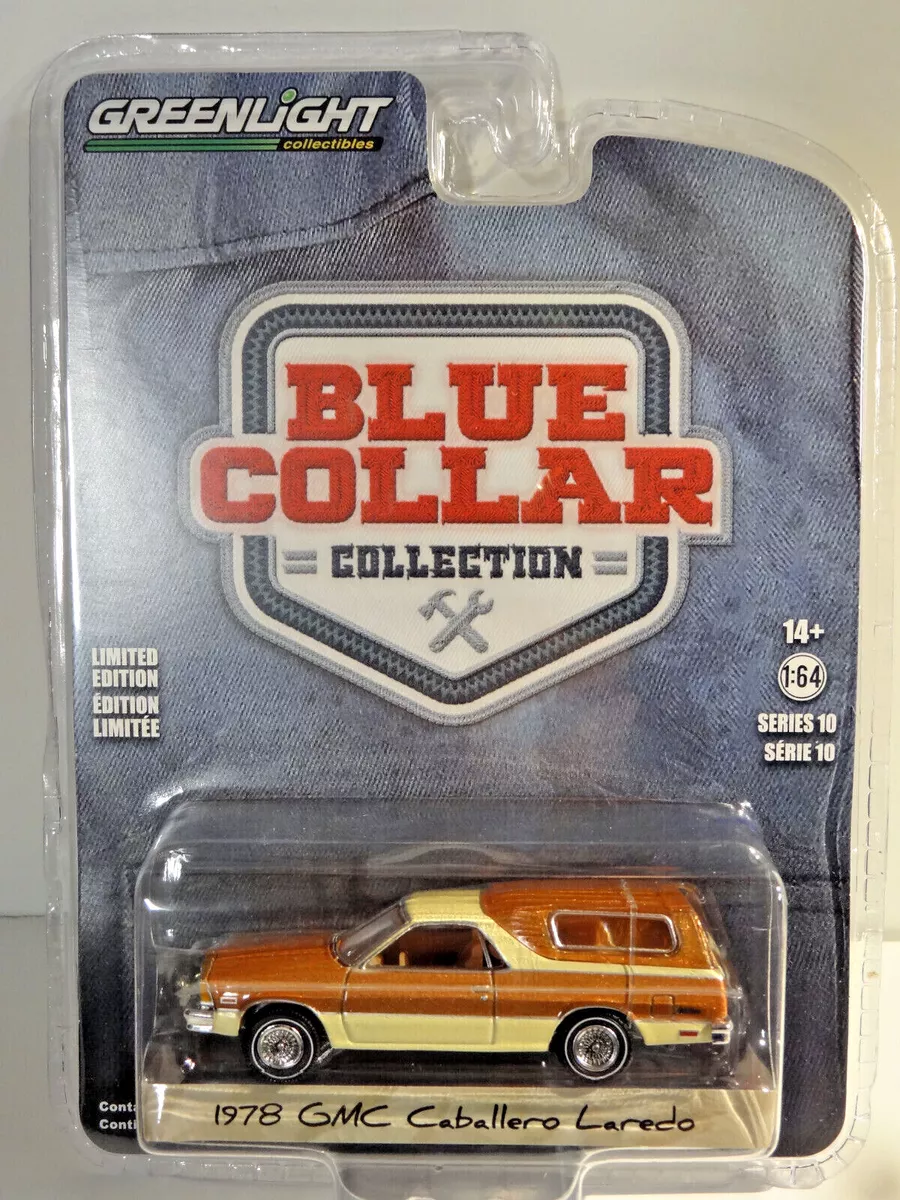 GREENLIGHT
collectibles
BLUE
COLLAR
COLLECTION
14+
1:64
LIMITED
EDITION
ÉDITION
LIMITÉE
SERIES 10
SÉRIE 10
1978 GMC Caballero Laredo